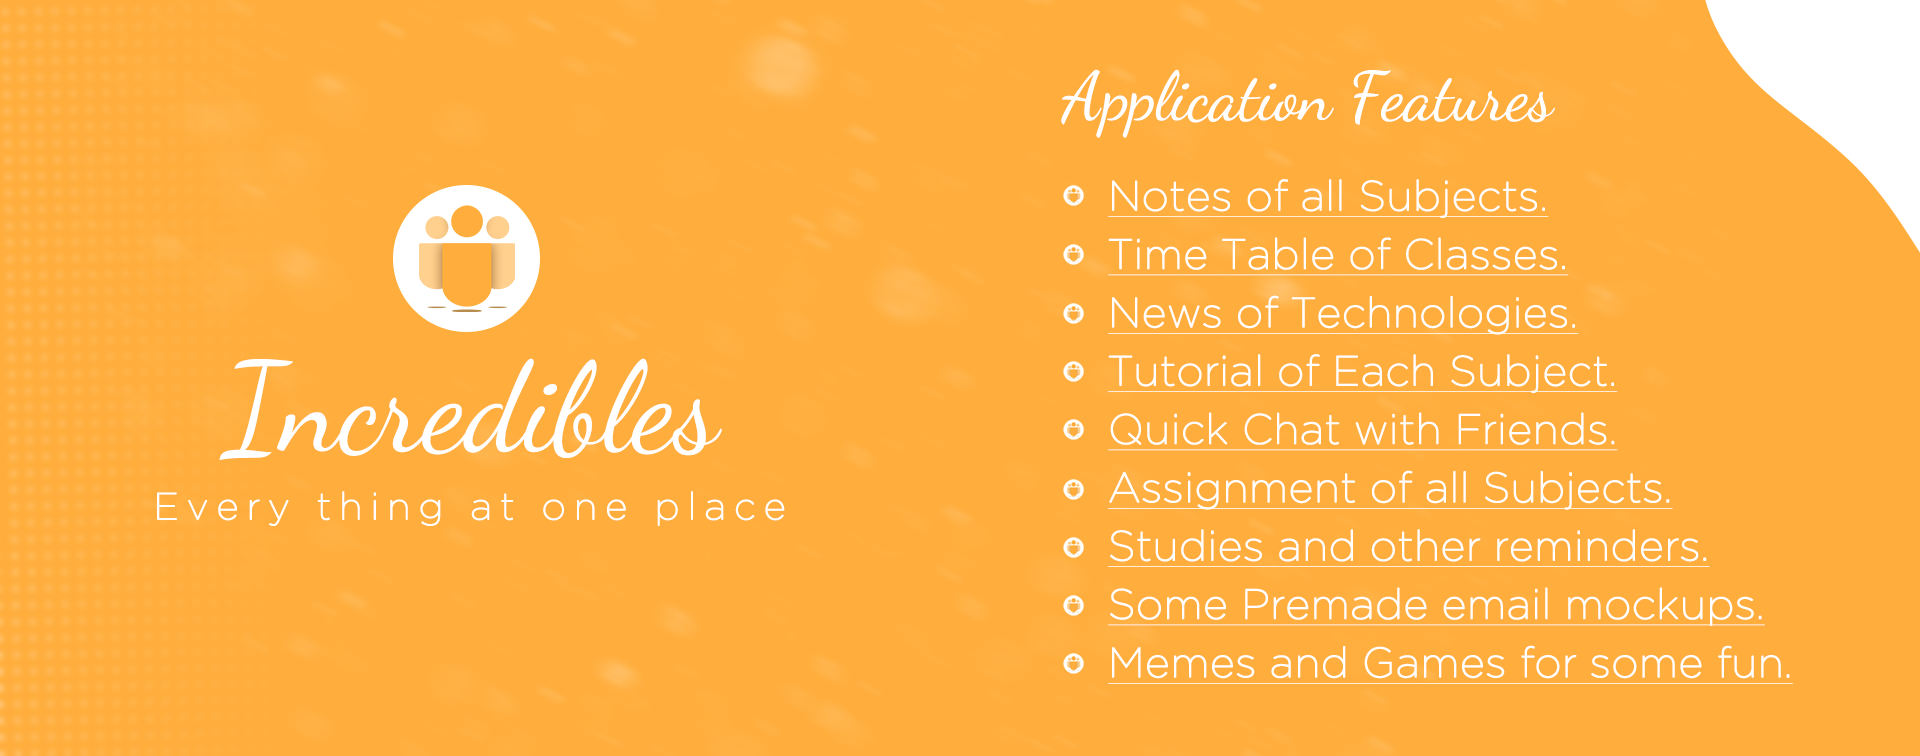 Incredibles
Every thing at one place
Application Features
Notes of all Subjects.
Time Table of Classes.
News of Technologies.
Tutorial of Each Subject.
Quick Chat with Friends.
Assignment of all Subjects.
Studies and other reminders.
Some Premade email mockups.
Memes and Games for some fun.